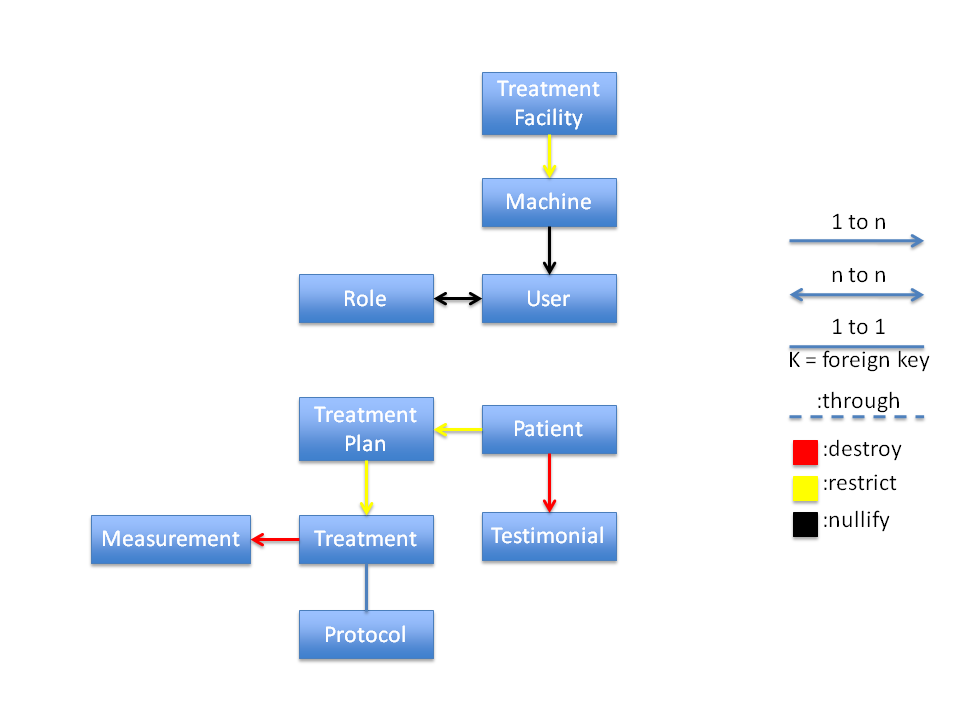 Treatment
Facility
Machine
Role
User
Treatment
Plan
Patient
Measurement
Treatment
Testimonial
Protocol
1 to n
n to n
1 to 1
K = foreign key
:through
:destroy
:restrict
:nullify